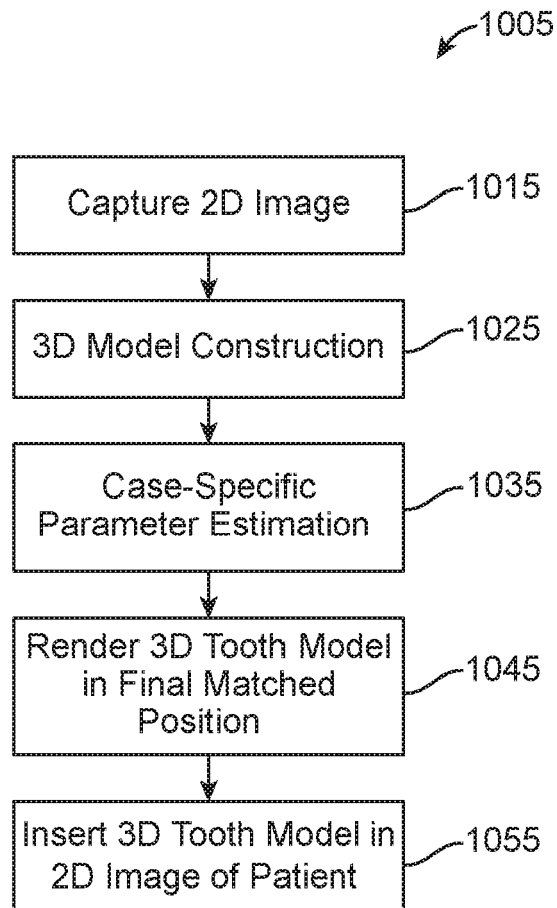 1005
Capture 2D Image
1015
3D Model Construction
1025
Case-Specific
Parameter Estimation
1035
Render 3D Tooth Model
in Final Matched
Position
1045
Insert 3D Tooth Model in
2D Image of Patient
1055